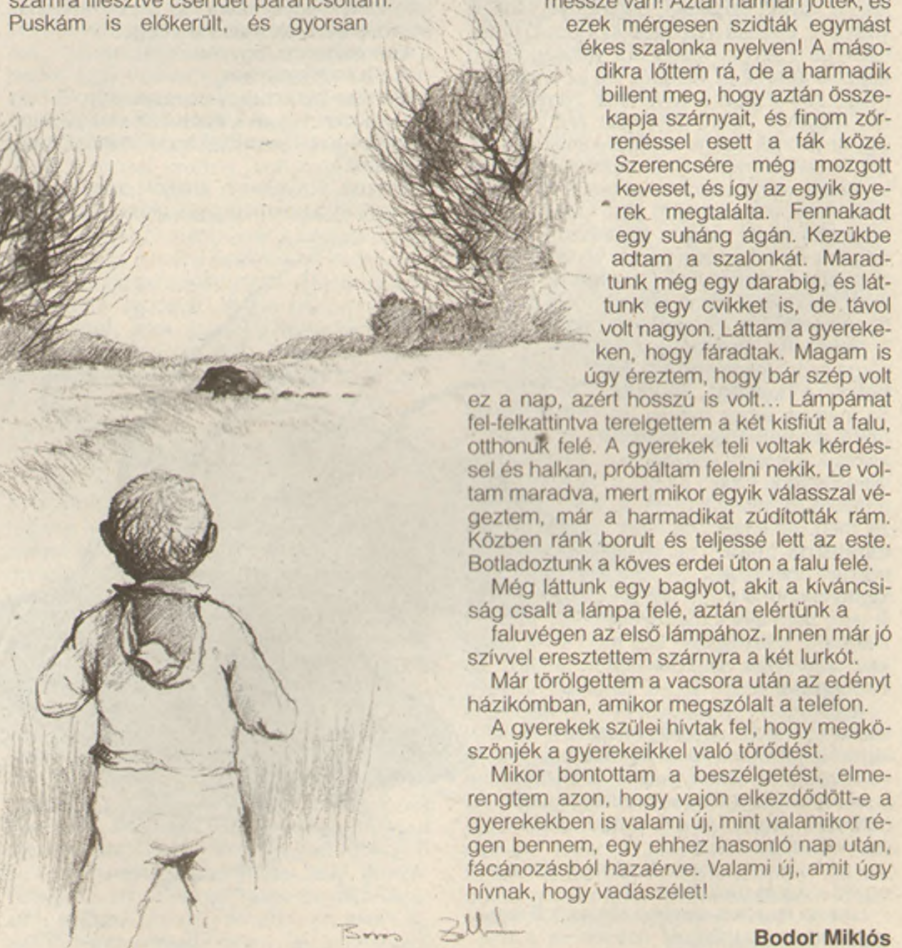 számra illesztve csendet parancsoltam.
Puskám is előkerült, és gyorsan
messze van! Aztán hárman jöttek, és
ezek mérgesen szidták egymást
ékes szalonka nyelven! A máso-
dikra lőttem rá, de a harmadik
billent meg, hogy aztán össze-
kapja szárnyait, és finom zör-
renéssel esett a fák közé.
Szerencsére még mozgott
keveset, és így az egyik gye-
rek megtalálta. Fennakadt
egy suháng ágán. Kezükbe
adtam a szalonkát. Marad-
tunk még egy darabig, és lát-
tunk egy cvikket is, de távol
volt nagyon. Láttam a gyereke-
ken, hogy fáradtak. Magam is
úgy éreztem, hogy bár szép volt
ez a nap, azért hosszú is volt... Lámpámat
fel-felkattintva terelgettem a két kisfiút a falu,
otthonuk felé. A gyerekek teli voltak kérdés-
sel és halkan, próbáltam felelni nekik. Le vol-
tam maradva, mert mikor egyik válasszal vé-
geztem, már a harmadikat zúdították rám.
Közben ránk borult és teljessé lett az este.
Botladoztunk a köves erdei úton a falu felé.
Még láttunk egy baglyot, akit a kíváncsi-
ság csalt a lámpa felé, aztán elértünk a
faluvégen az első lámpához. Innen már jó
szívvel eresztettem szárnyra a két lurkót.
Már törölgettem a vacsora után az edényt
házikómban, amikor megszólalt a telefon.
A gyerekek szülei hívtak fel, hogy megkö-
szönjék a gyerekeikkel való törődést.
Mikor bontottam a beszélgetést, elme-
rengtem azon, hogy vajon elkezdődött-e a
gyerekekben is valami új, mint valamikor ré-
gen bennem, egy ehhez hasonló nap után,
fácánozásból hazaérve. Valami új, amit úgy
hívnak, hogy vadászélet!
Bodor Miklós